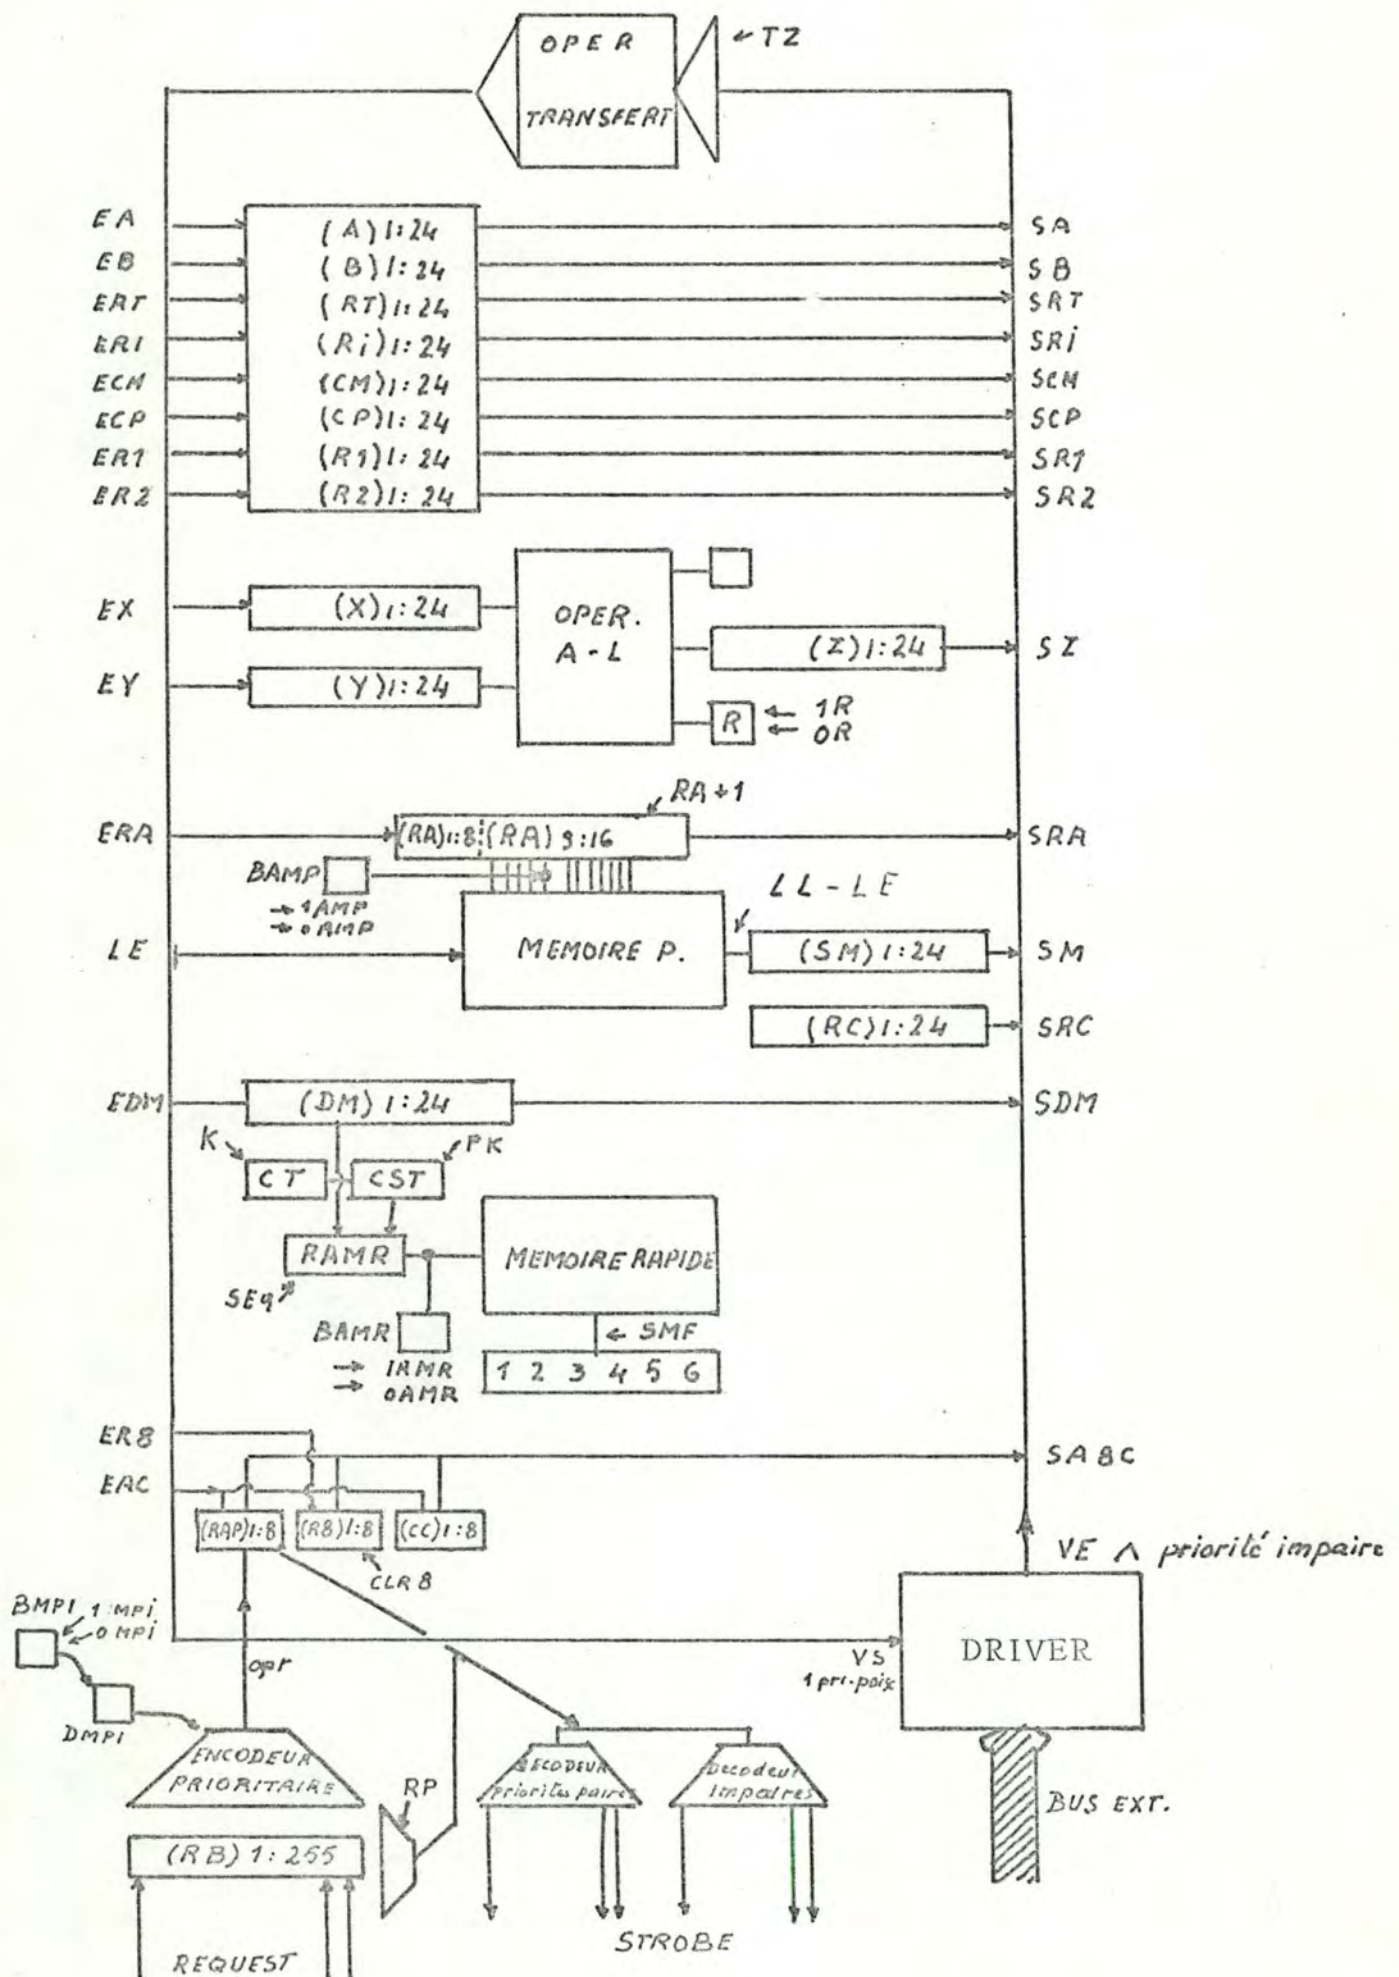 OPER
TRANSFERT
TZ
EA
(A)1:24
SA
EB
(B)1:24
SB
ERT
(RT)1:24
SRT
ERI
(Ri)1:24
SRi
ECM
(CM)1:24
SCM
ECP
(CP)1:24
SCP
ER1
(R1)1:24
SR1
ER2
(R2)1:24
SR2
EX
(X)1:24
OPER.
A-L
EY
(Y)1:24
(Z)1:24
SZ
R
1R
0R
RA+1
ERA
(RA)1:8
(RA) 9:16
SRA
BAMP
1AMP
0AMP
LL-LE
LE
MEMOIRE P.
(SM)1:24
SM
(RC)1:24
SRC
EDM
(DM)1:24
SDM
K
PK
CT
CST
RAMR
MEMOIRE RAPIDE
SEq
BAMR
SMF
1AMR
0AMR
1 2 3 4 5 6
ER8
SA8C
EAC
(RAP)1:8
(R8)1:8
(CC)1:8
CLR8
VE ∧ priorité impaire
BMPI
1 MPi
0 MPi
opr
VS
1 pri.paix
DRIVER
DMPI
ENCODEUR
PRIORITAIRE
RP
DECODEUR
priorites paires
Decodeur
Impaires
BUS EXT.
(RB) 1:255
STROBE
REQUEST